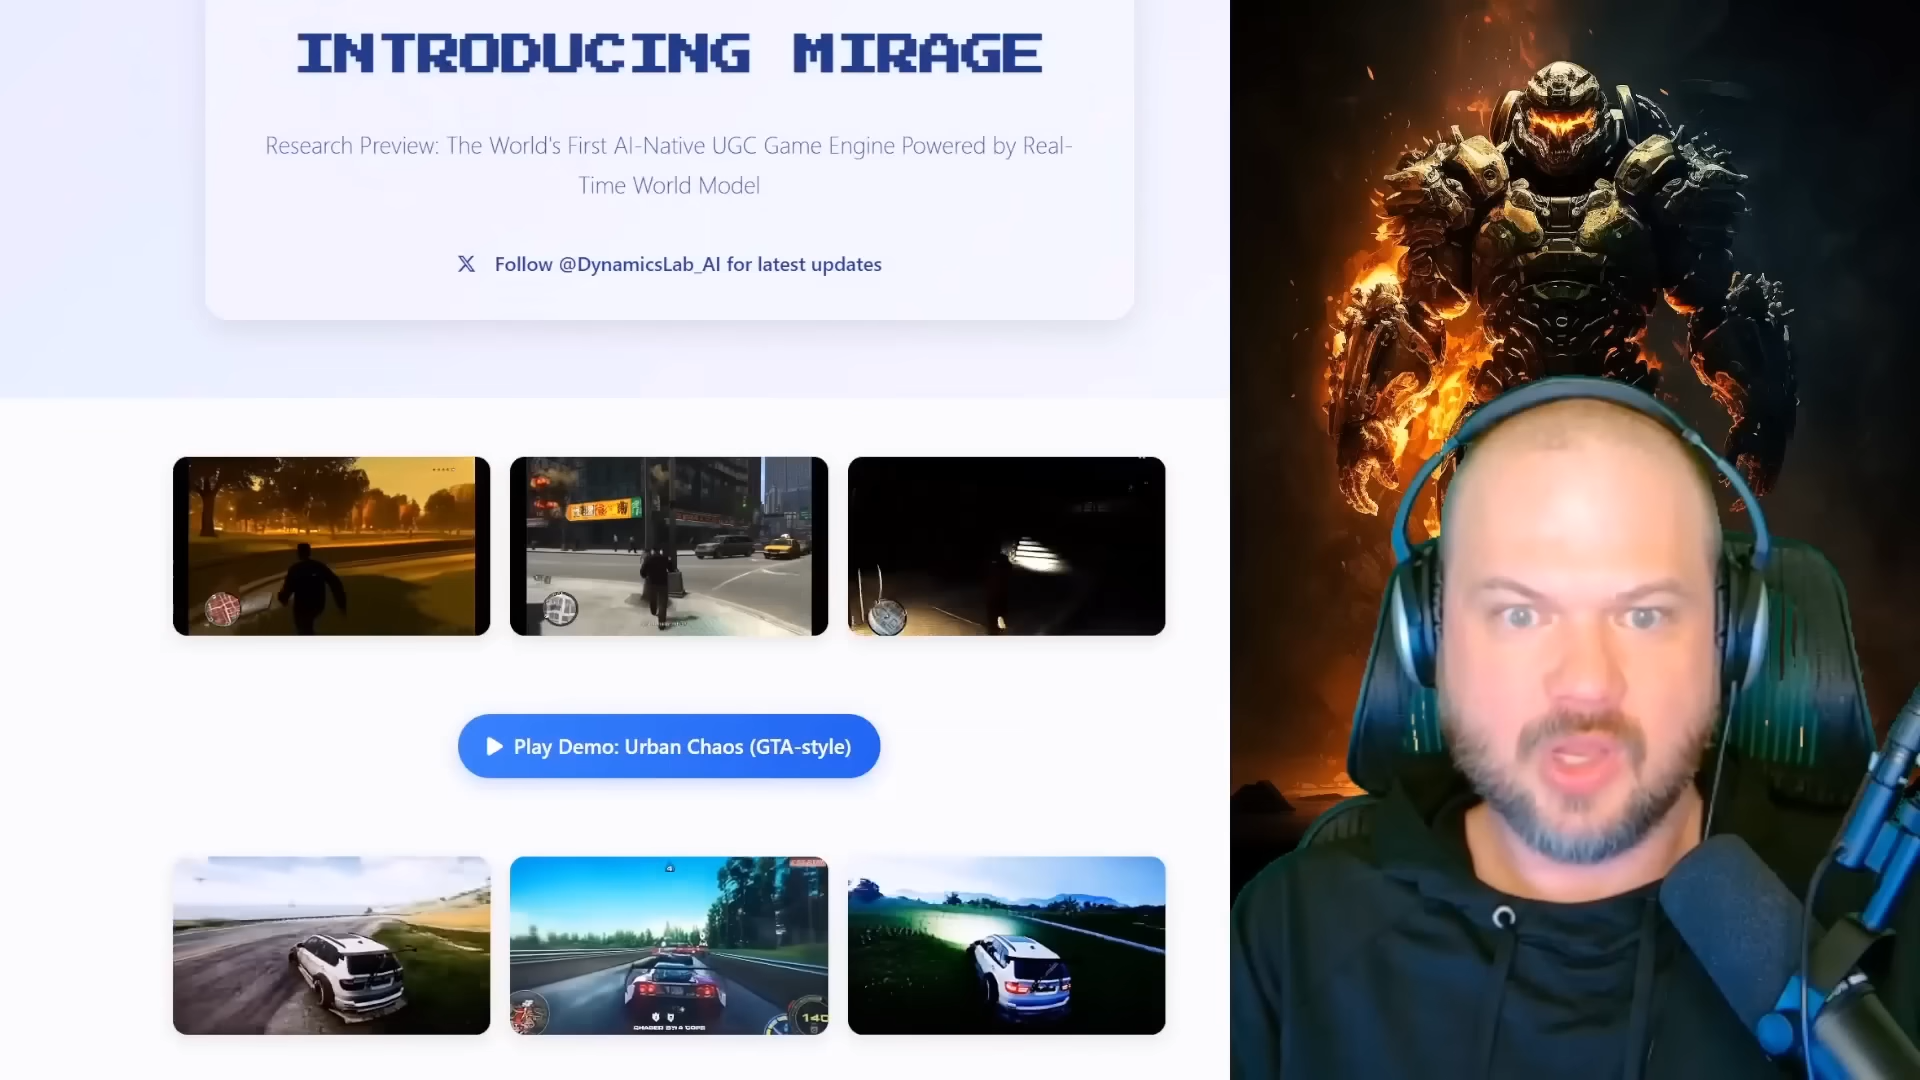 INTRODUCING MIRAGE
Research Preview: The World's First AI-Native UGC Game Engine Powered by Real-
Time World Model
Follow @DynamicsLab_AI for latest updates
Play Demo: Urban Chaos (GTA-style)
140